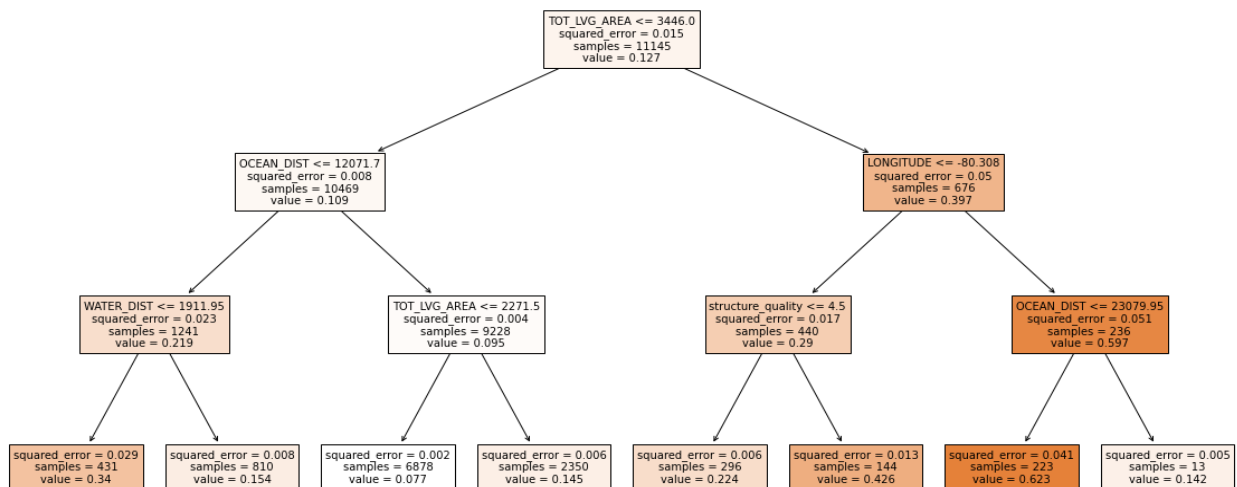 TOT_LVG_AREA <= 3446.0
squared_error = 0.015
samples = 11145
value = 0.127
OCEAN_DIST <= 12071.7
squared_error = 0.008
samples = 10469
value = 0.109
LONGITUDE <= -80.308
squared_error = 0.05
samples = 676
value = 0.397
WATER_DIST <= 1911.95
squared_error = 0.023
samples = 1241
value = 0.219
TOT_LVG_AREA <= 2271.5
squared_error = 0.004
samples = 9228
value = 0.095
structure_quality <= 4.5
squared_error = 0.017
samples = 440
value = 0.29
OCEAN_DIST <= 23079.95
squared_error = 0.051
samples = 236
value = 0.597
squared_error = 0.029
samples = 431
value = 0.34
squared_error = 0.008
samples = 810
value = 0.154
squared_error = 0.002
samples = 6878
value = 0.077
squared_error = 0.006
samples = 2350
value = 0.145
squared_error = 0.006
samples = 296
value = 0.224
squared_error = 0.013
samples = 144
value = 0.426
squared_error = 0.041
samples = 223
value = 0.623
squared_error = 0.005
samples = 13
value = 0.142